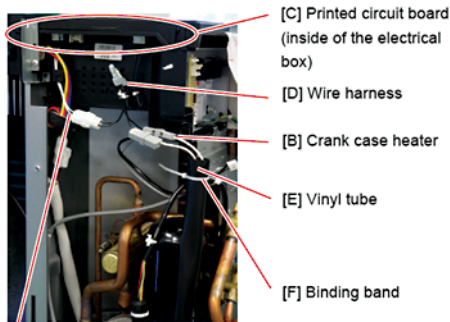 [C] Printed circuit board
(inside of the electrical
box)
[D] Wire harness
[B] Crank case heater
[E] Vinyl tube
[F] Binding band